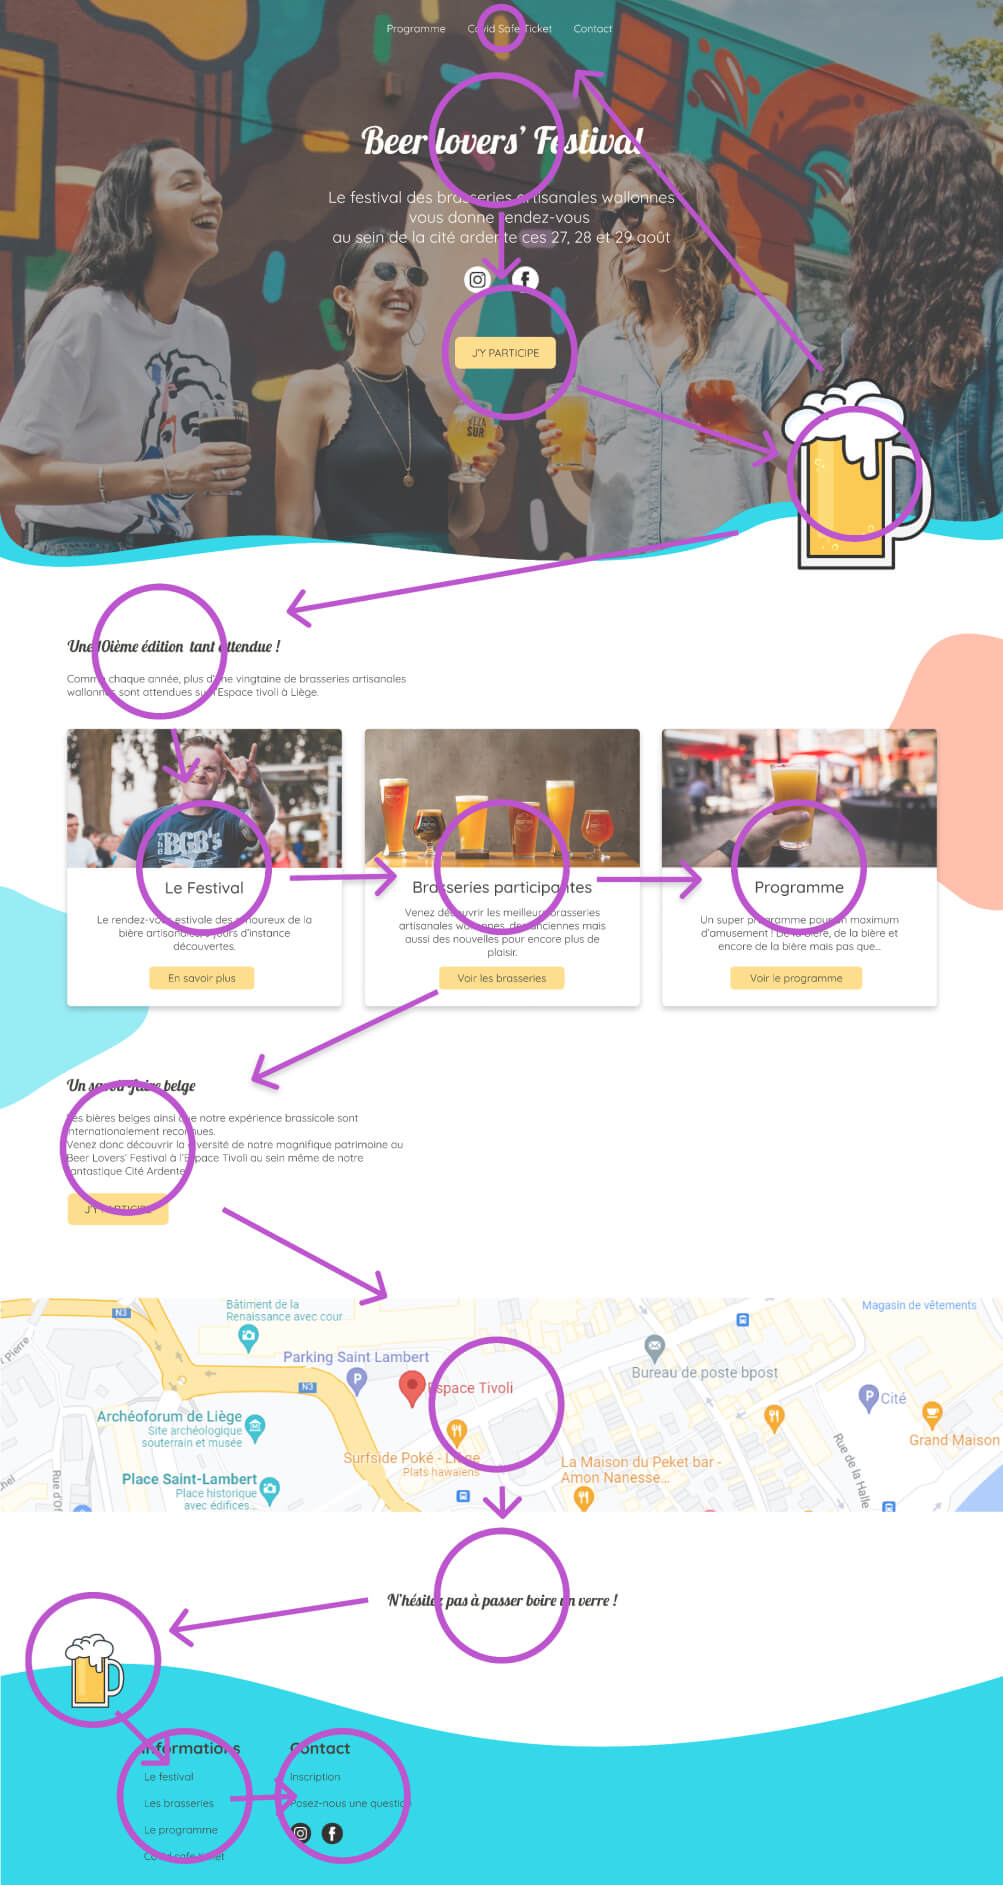 Programme Covid Safe Ticket Contact
Beer lovers' Festival
Le festival des brasseries artisanales wallonnes
vous donne rendez-vous
au sein de la cité ardente ces 27, 28 et 29 août
J'Y PARTICIPE
Une 10ième édition tant attendue !
Comme chaque année, plus d'une vingtaine de brasseries artisanales
wallonnes sont attendues sur l'Espace tivoli à Liège.
THE
BGB's
Le Festival
Le rendez-vous estivale des amoureux de la
bière artisanales, 3 jours d'instance
découvertes.
En savoir plus
Brasseries participantes
Venez découvrir les meilleurs brasseries
artisanales wallonnes, des anciennes mais
aussi des nouvelles pour encore plus de
plaisir.
Voir les brasseries
Programme
Un super programme pour un maximum
d'amusement ! De la bière, de la bière et
encore de la bière mais pas que...
Voir le programme
Un savoir-faire belge
Les bières belges ainsi que notre expérience brassicole sont
internationalement reconnues.
Venez donc découvrir la diversité de notre magnifique patrimoine au
Beer Lovers' Festival à l'Espace Tivoli au sein même de notre
fantastique Cité Ardente
J'Y PARTICIPE
N3
Bâtiment de la
Renaissance avec cour
Magasin de vêtements
Pierre
Parking Saint Lambert
P
N3
Espace Tivoli
Bureau de poste bpost
P
Cité
Archéoforum de Liège
Site archéologique
souterrain et musée
Grand Maison
Surfside Poké - Liège
Plats hawaïens
La Maison du Peket bar -
Amon Nanesse...
Rue de la Halle
Place Saint-Lambert
Place historique
avec édifices...
N'hésitez pas à passer boire un verre !
Informations
Le festival
Les brasseries
Le programme
Covid safe ticket
Contact
Inscription
Posez-nous une question